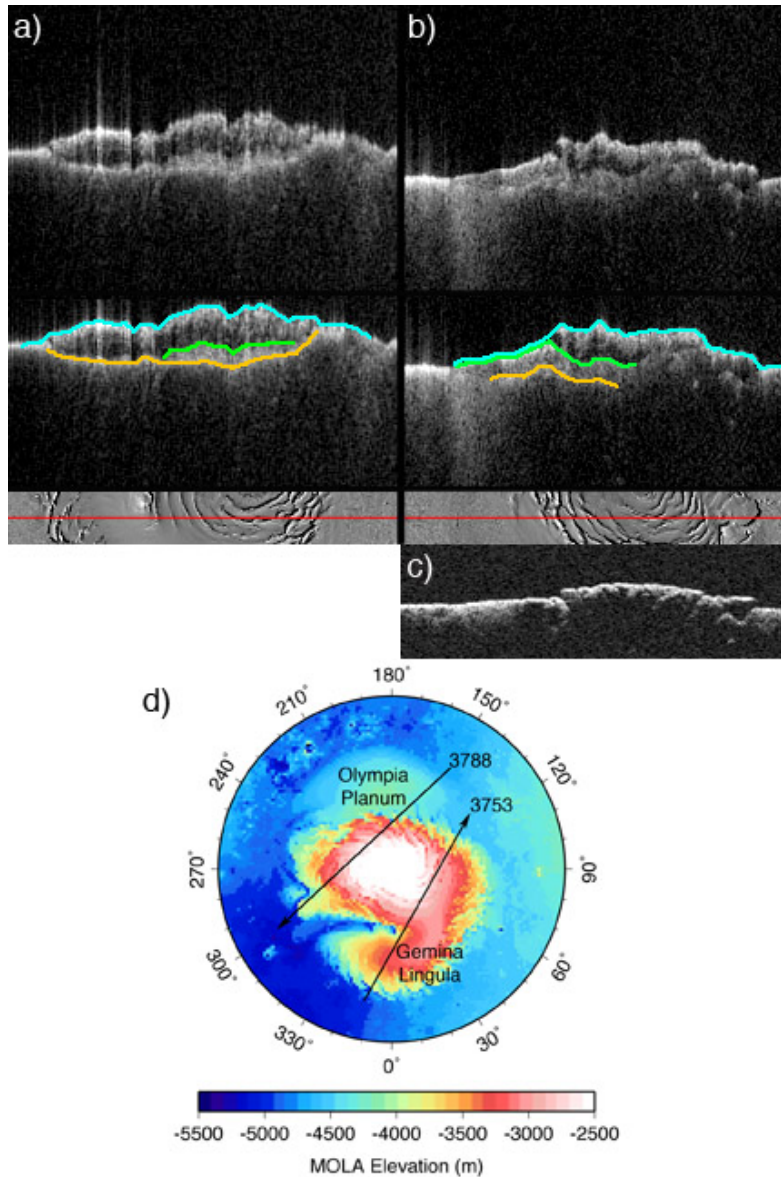 a)
b)
c)
d)
180°
210°
150°
240°
120°
270°
90°
300°
60°
330°
30°
0°
3788
3753
Olympia
Planum
Gemina
Lingula
-5500 -5000 -4500 -4000 -3500 -3000 -2500
MOLA Elevation (m)